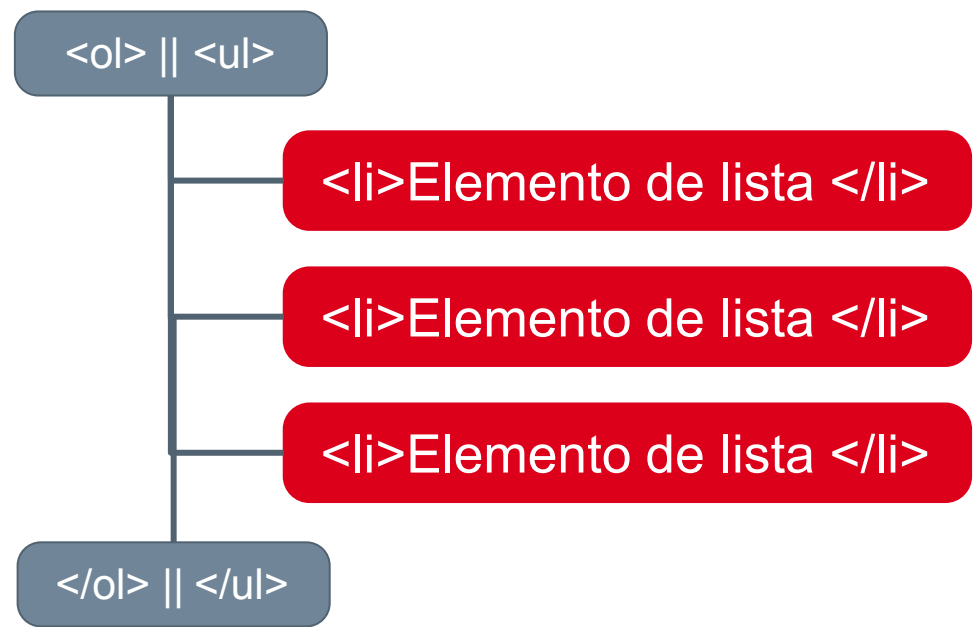 <ol> || <ul>
<li>Elemento de lista </li>
<li>Elemento de lista </li>
<li>Elemento de lista </li>
</ol> || </ul>